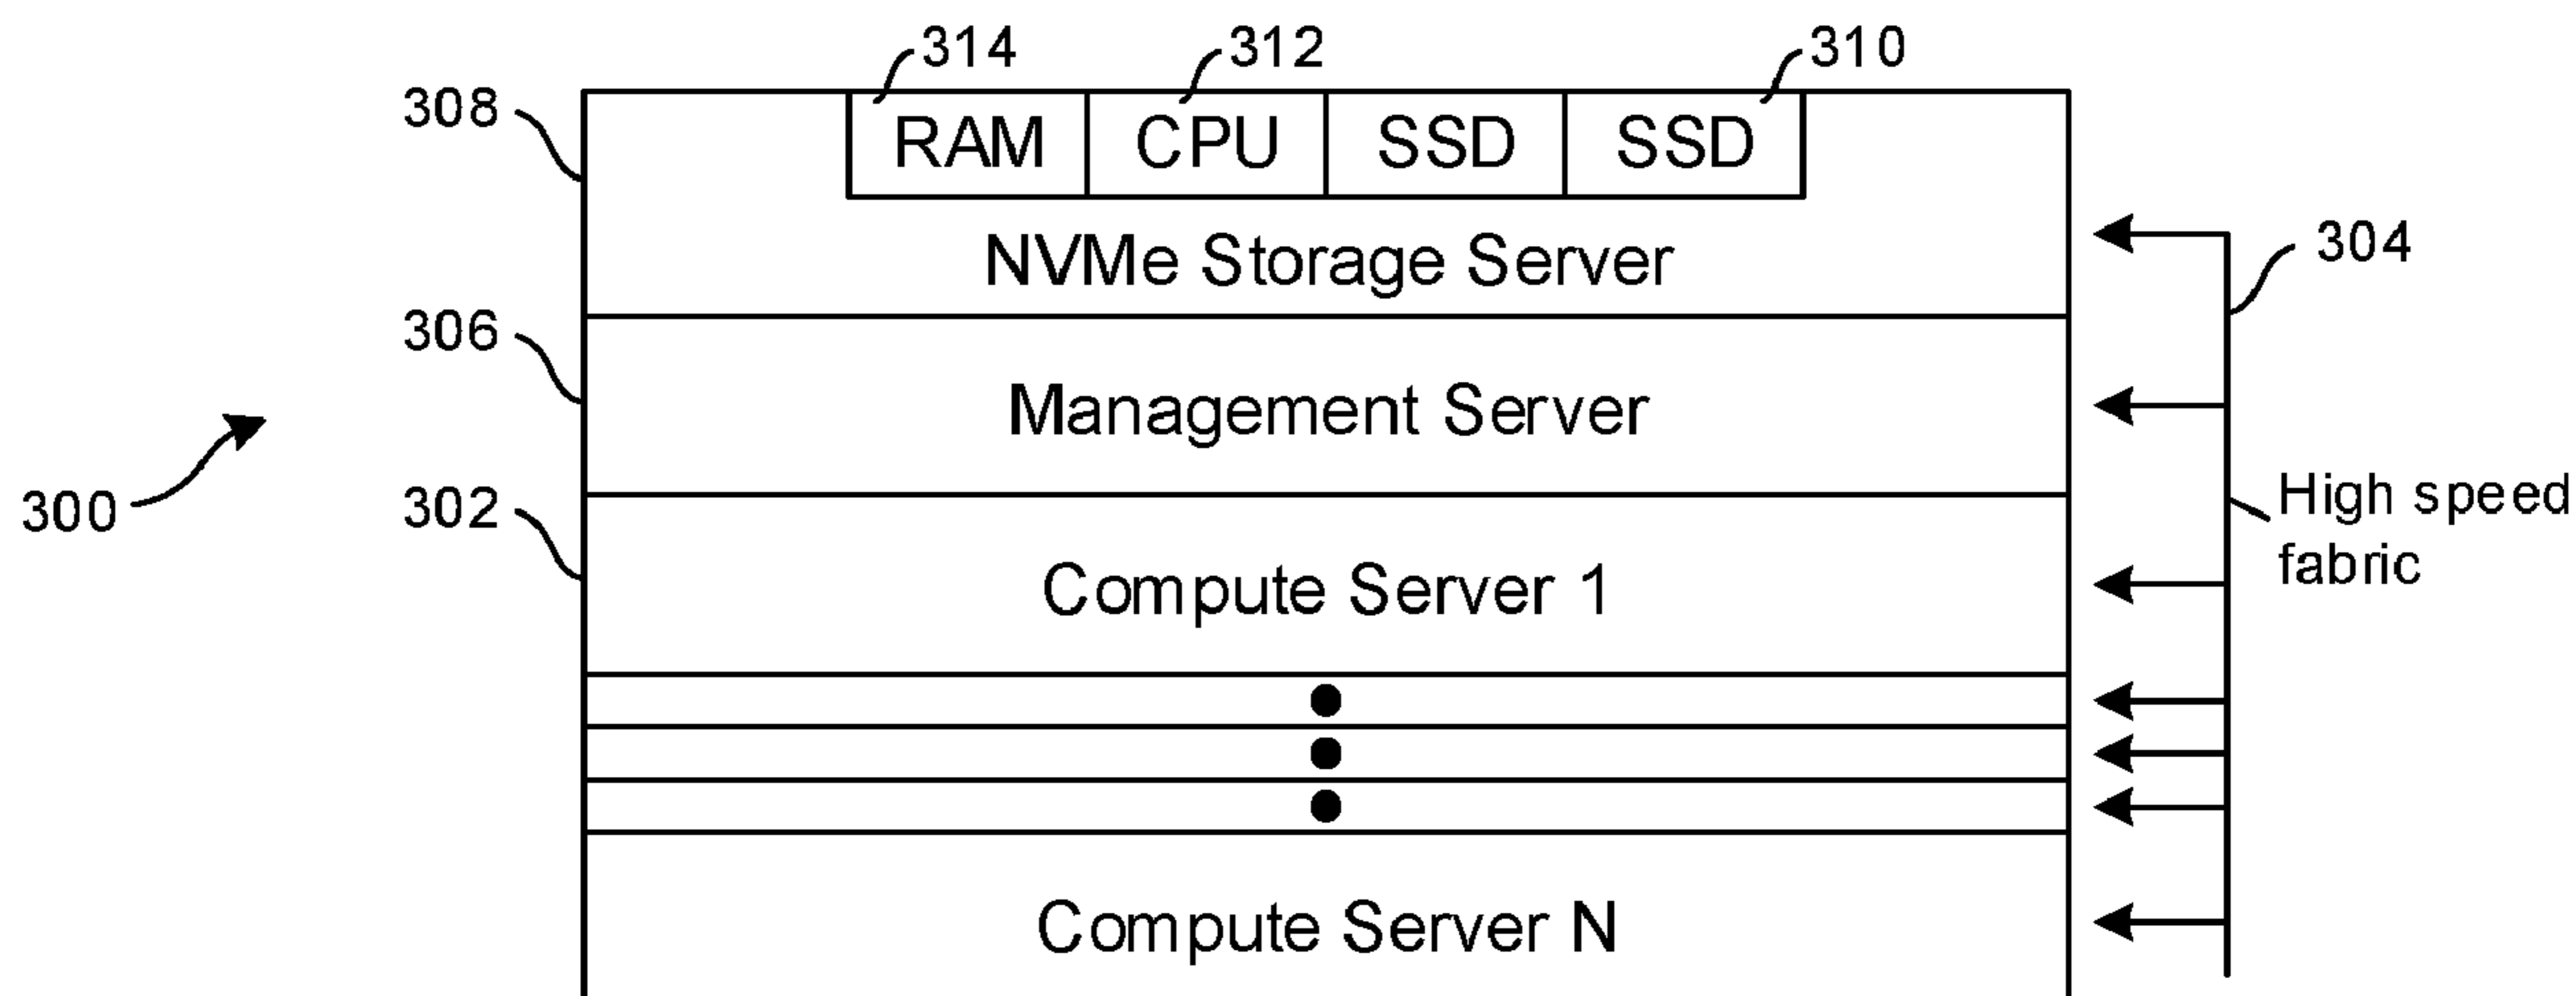 314 312 310
308
RAM CPU SSD SSD
304
NVMe Storage Server
306
Management Server
300
302
High speed
fabric
Compute Server 1
Compute Server N